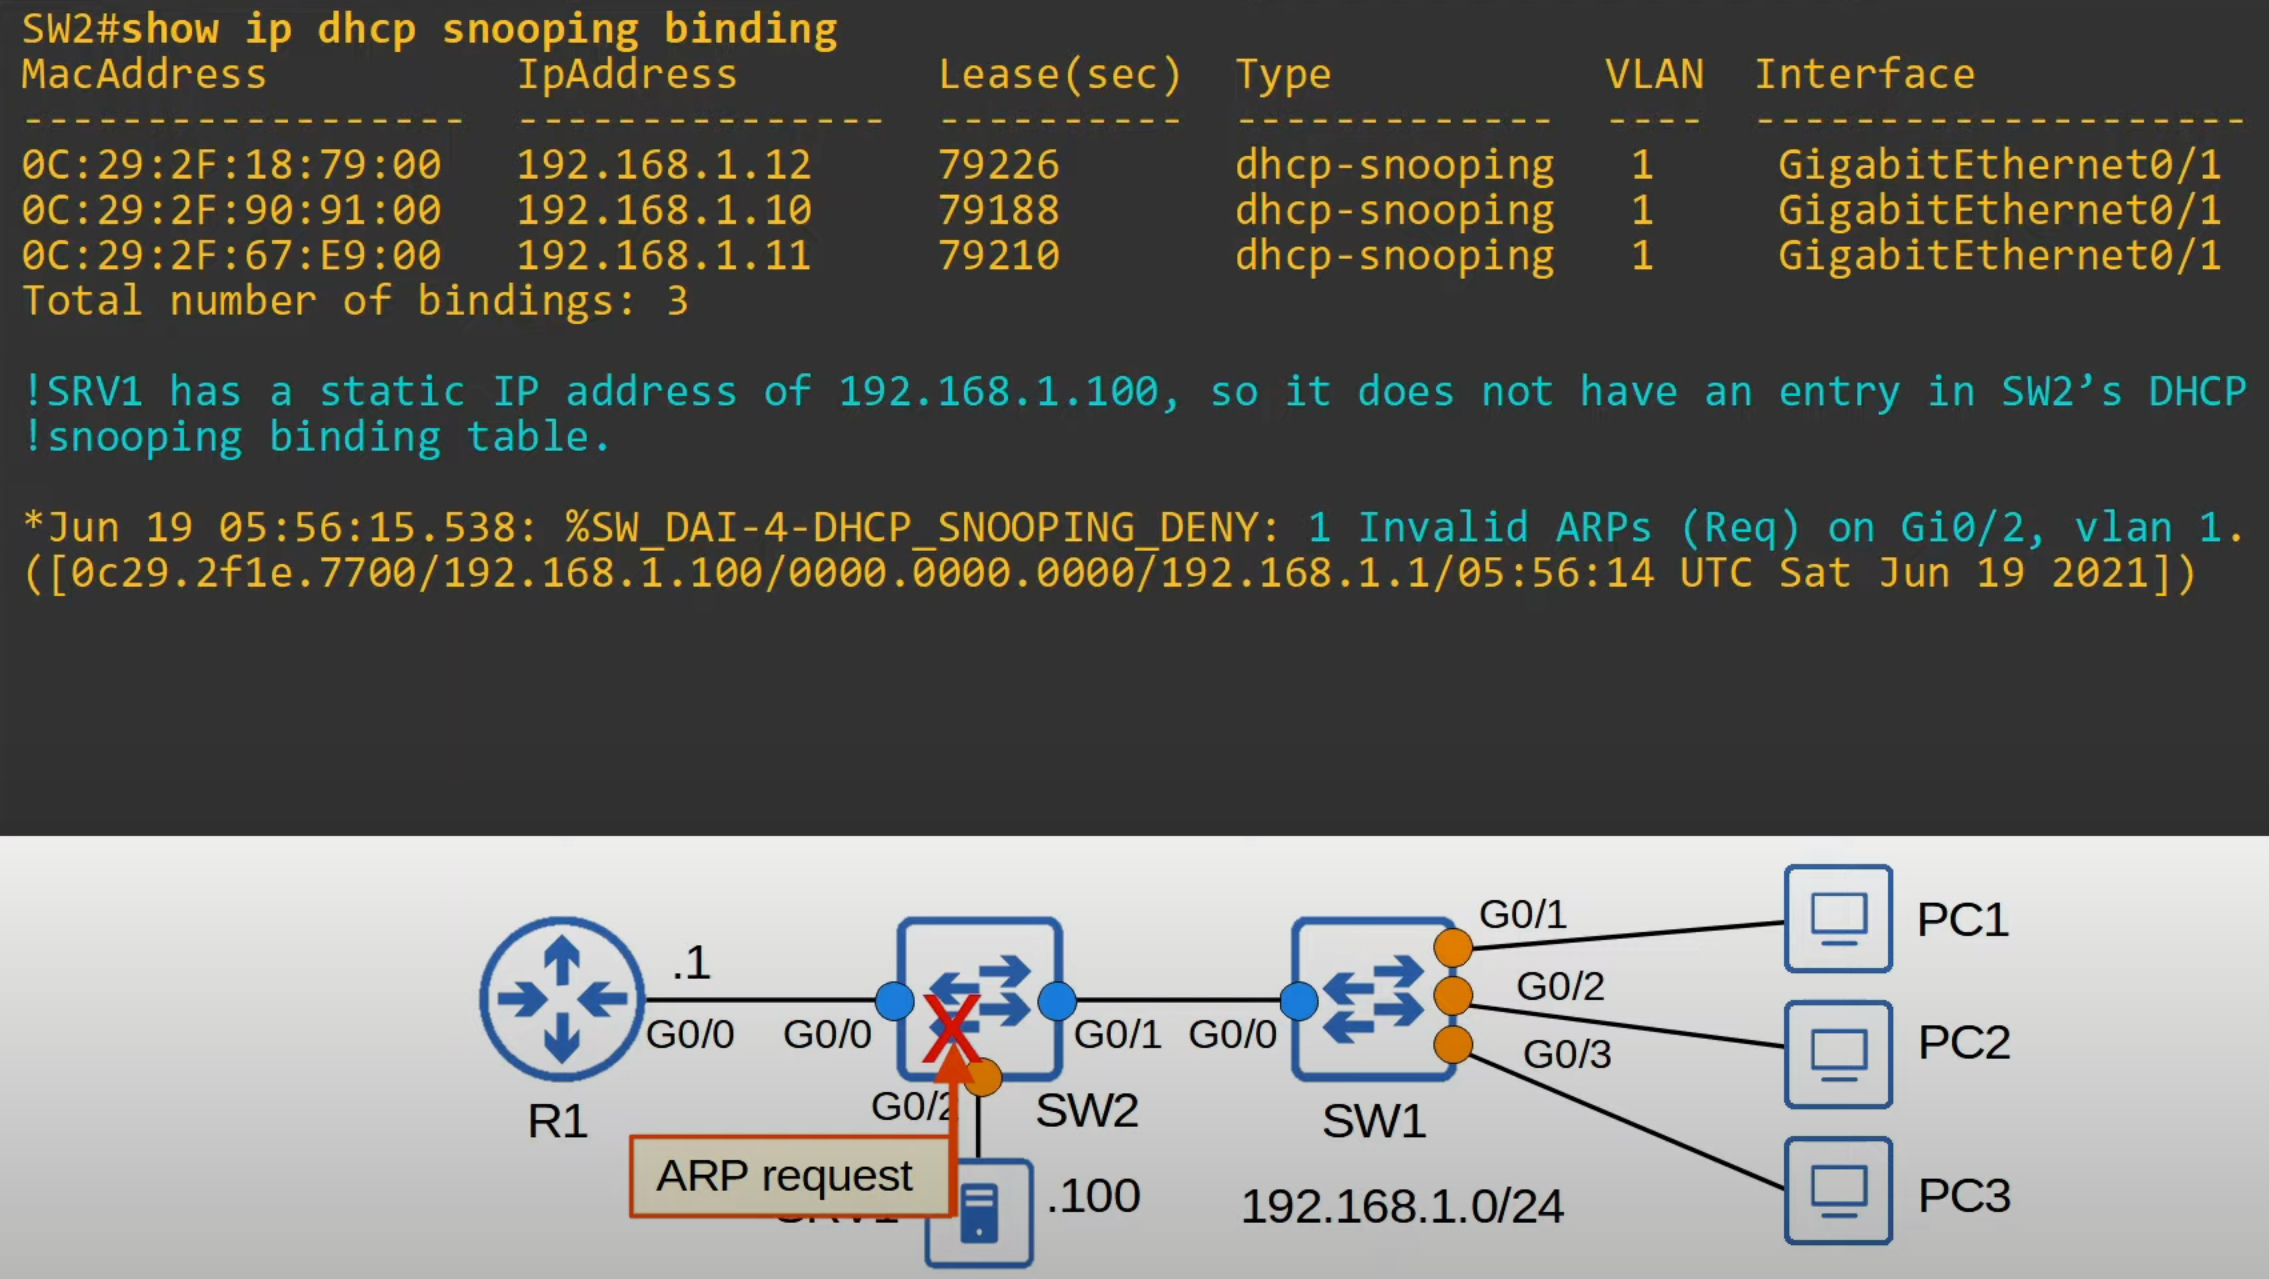 SW2#show ip dhcp snooping binding
MacAddress IpAddress Lease(sec) Type VLAN Interface
------------------ --------------- ---------- ------------- ---- --------------------
0C:29:2F:18:79:00 192.168.1.12 79226 dhcp-snooping 1 GigabitEthernet0/1
0C:29:2F:90:91:00 192.168.1.10 79188 dhcp-snooping 1 GigabitEthernet0/1
0C:29:2F:67:E9:00 192.168.1.11 79210 dhcp-snooping 1 GigabitEthernet0/1
Total number of bindings: 3
!SRV1 has a static IP address of 192.168.1.100, so it does not have an entry in SW2’s DHCP
!snooping binding table.
*Jun 19 05:56:15.538: %SW_DAI-4-DHCP_SNOOPING_DENY: 1 Invalid ARPs (Req) on Gi0/2, vlan 1.
([0c29.2f1e.7700/192.168.1.100/0000.0000.0000/192.168.1.1/05:56:14 UTC Sat Jun 19 2021])
G0/1
PC1
.1
G0/2
G0/0 G0/0 G0/1 G0/0
PC2
G0/3
G0/2
SW2
R1
SW1
ARP request
.100
192.168.1.0/24
PC3